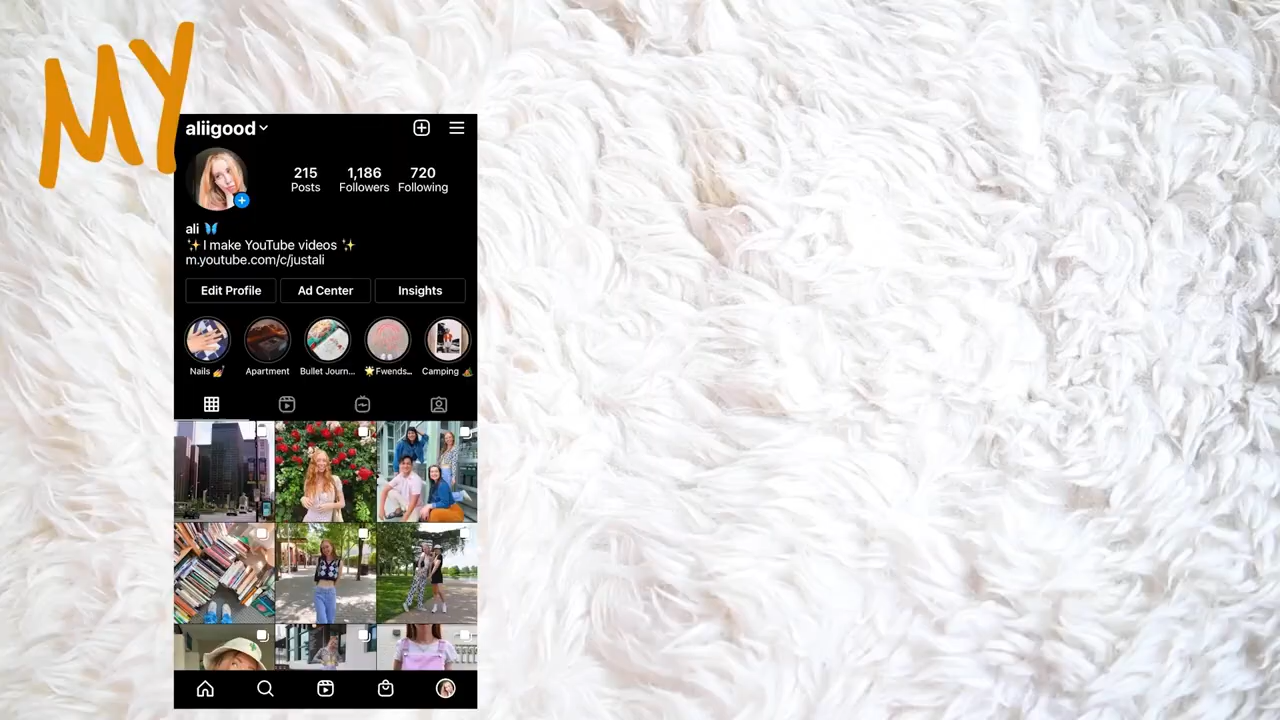 MY
aliigood
215 1,186 720
Posts Followers Following
ali 🦋
✨ I make YouTube videos ✨
m.youtube.com/c/justali
Edit Profile Ad Center Insights
Nails 💅 Apartment Bullet Journ... 🌟Fwends... Camping 🏕️